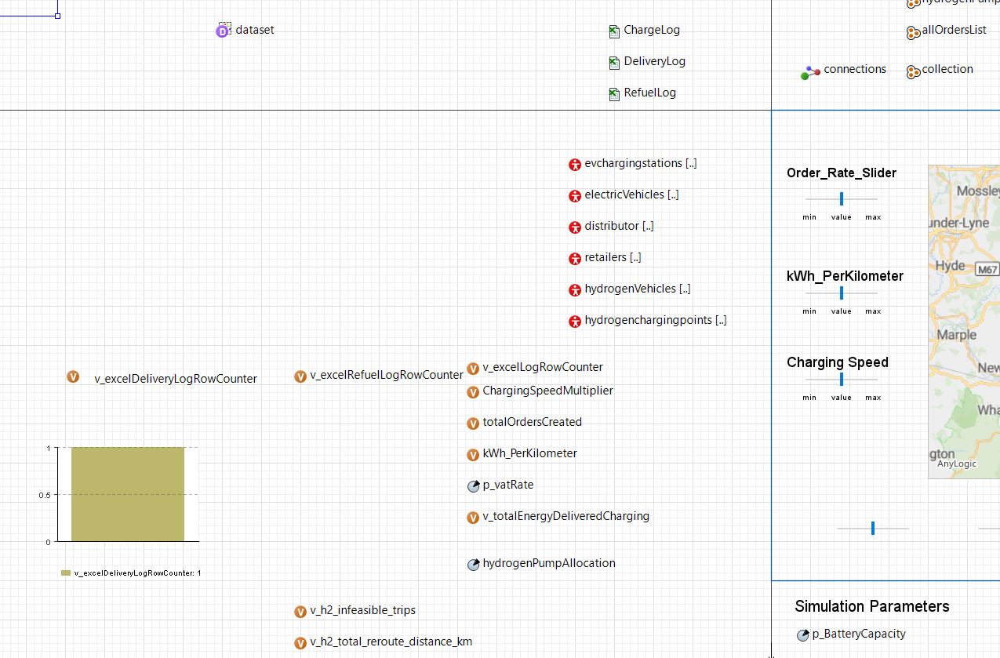 hydrogenPump
dataset
ChargeLog
allOrdersList
DeliveryLog
connections
collection
RefuelLog
evchargingstations [..]
electricVehicles [..]
distributor [..]
retailers [..]
hydrogenVehicles [..]
hydrogenchargingpoints [..]
Order_Rate_Slider
min value max
kWh_PerKilometer
min value max
Charging Speed
min value max
Mossley
under-Lyne
Hyde
M67
Marple
New
Wha
gton
AnyLogic
v_excelDeliveryLogRowCounter
v_excelRefuelLogRowCounter
v_excelLogRowCounter
ChargingSpeedMultiplier
totalOrdersCreated
kWh_PerKilometer
p_vatRate
v_totalEnergyDeliveredCharging
hydrogenPumpAllocation
1
0.5
0
v_excelDeliveryLogRowCounter: 1
v_h2_infeasible_trips
v_h2_total_reroute_distance_km
Simulation Parameters
p_BatteryCapacity